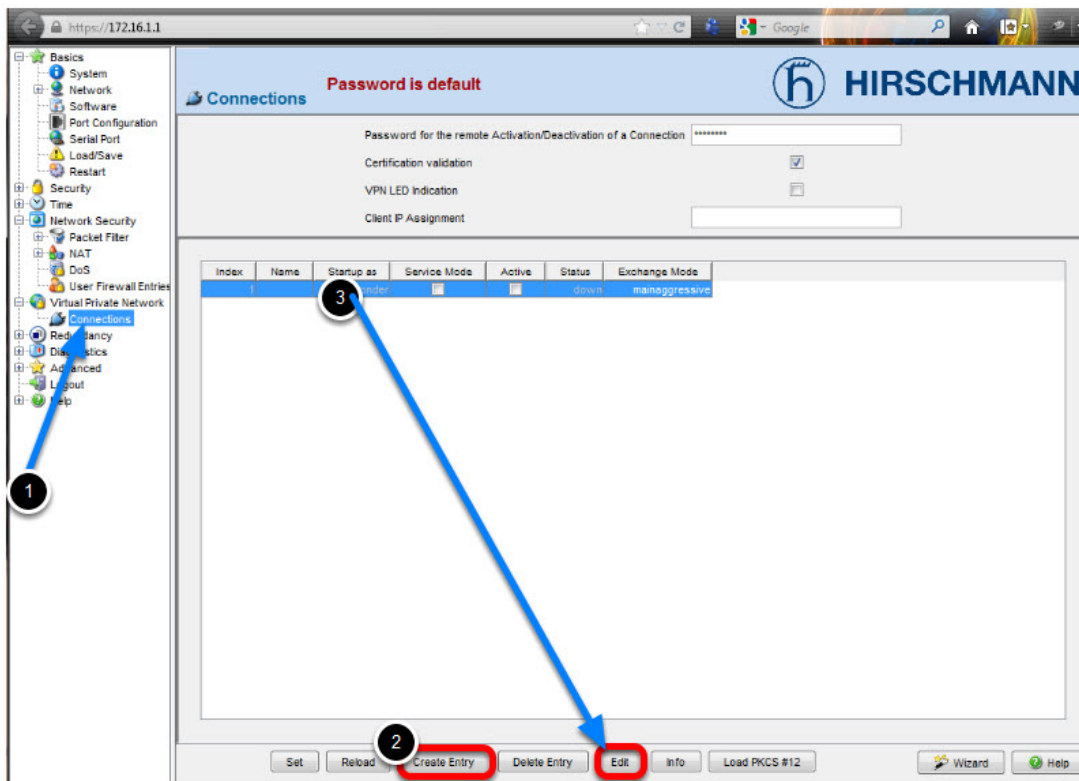 https://172.16.1.1
Google
Basics
System
Network
Software
Port Configuration
Serial Port
Load/Save
Restart
Security
Time
Network Security
Packet Filter
NAT
DoS
User Firewall Entries
Virtual Private Network
Connections
Redundancy
Diagnostics
Advanced
Logout
Help
Connections
Password is default
HIRSCHMANN
Password for the remote Activation/Deactivation of a Connection ********
Certification validation
VPN LED Indication
Client IP Assignment
Index Name Startup as Service Mode Active Status Exchange Mode
1 down mainaggressive
3
1
2
Set Reload Create Entry Delete Entry Edit Info Load PKCS #12 Wizard Help